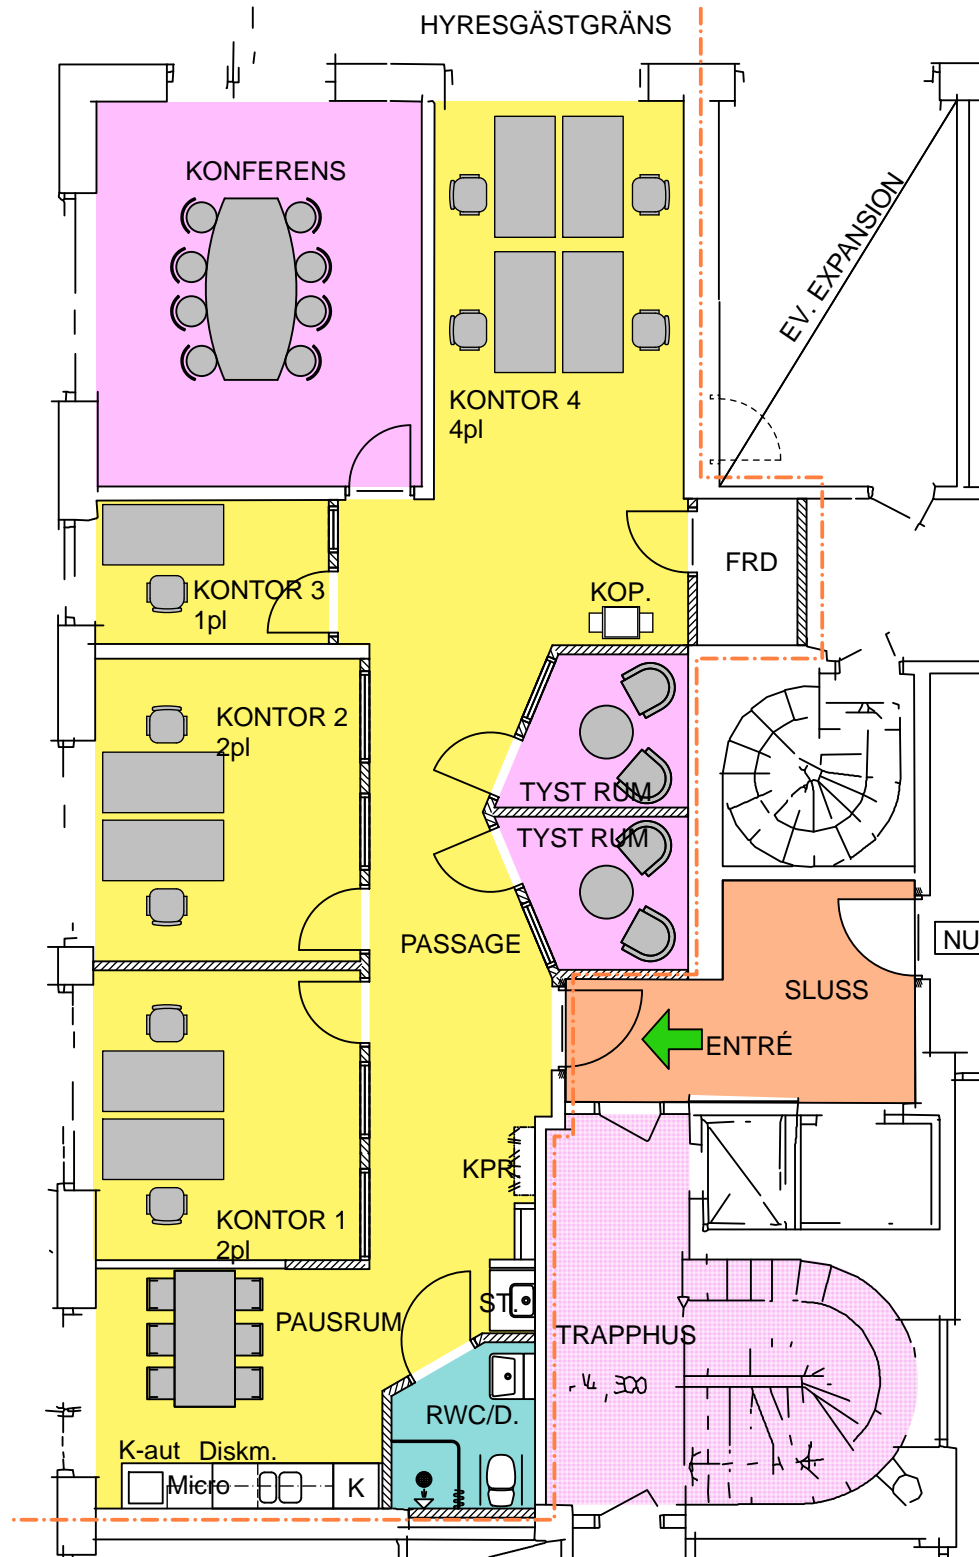 HYRESGÄSTGRÄNS
KONFERENS
EV. EXPANSION
KONTOR 4
4pl
FRD
KONTOR 3
1pl
KOP.
KONTOR 2
2pl
TYST RUM
TYST RUM
PASSAGE
NU
SLUSS
ENTRÉ
KPR
KONTOR 1
2pl
ST
PAUSRUM
TRAPPHUS
RWC/D.
K-aut Diskm.
Micro
K